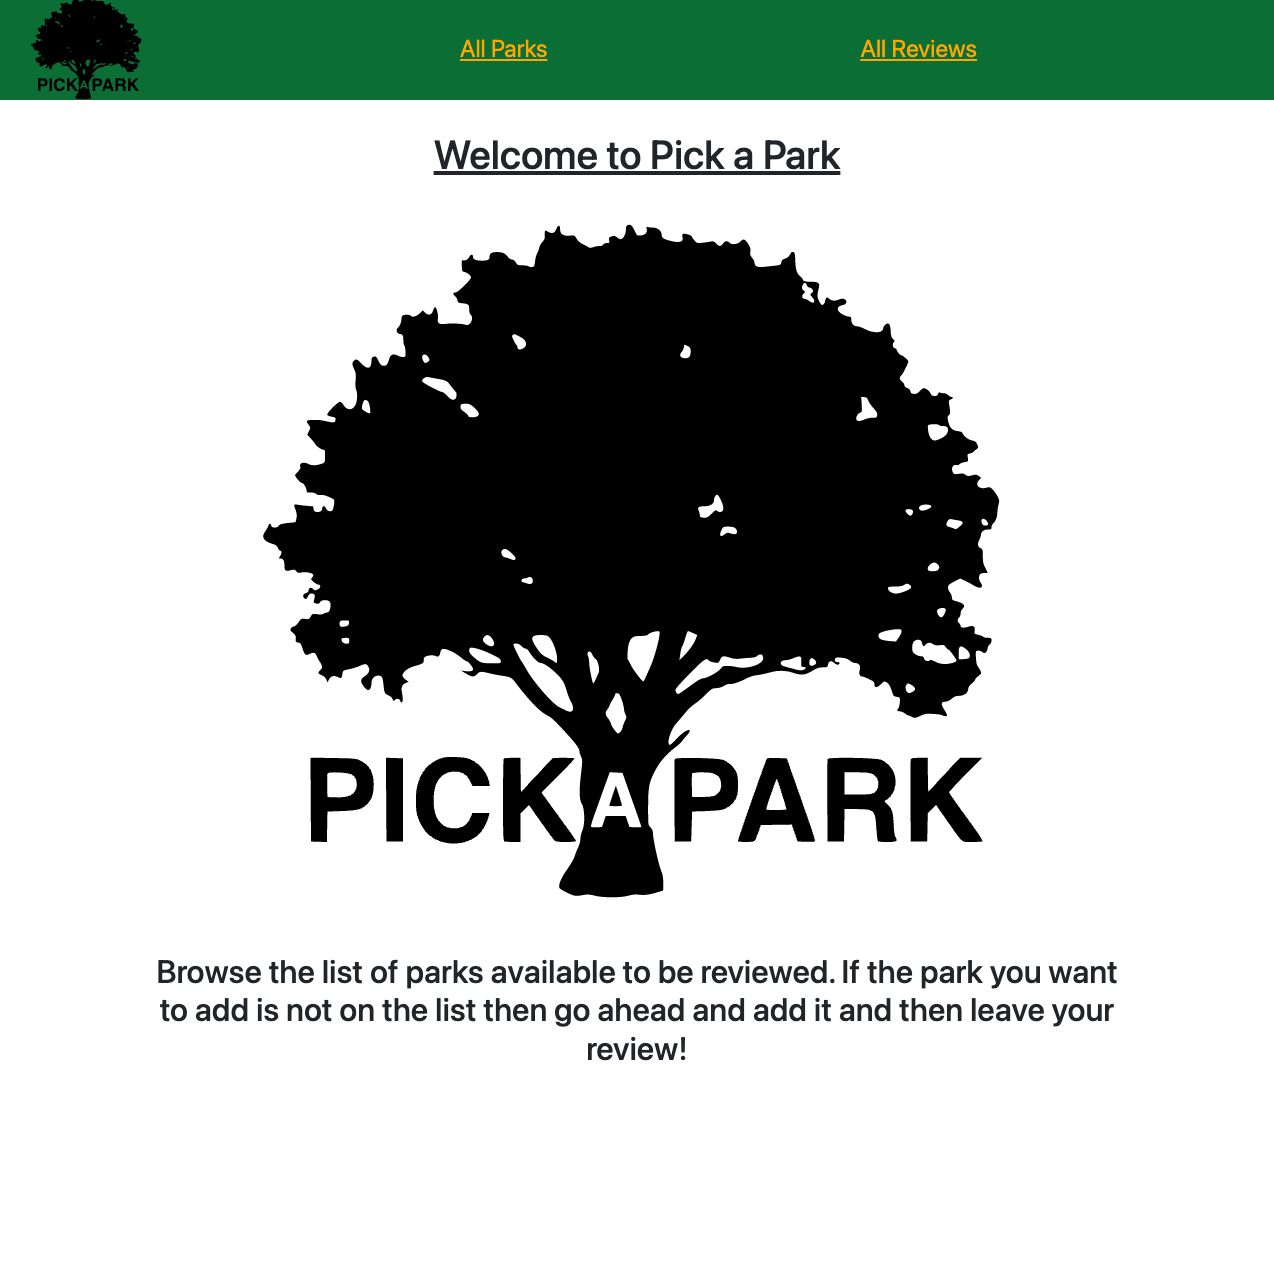 PICK A PARK
All Parks
All Reviews
Welcome to Pick a Park
PICK A PARK
Browse the list of parks available to be reviewed. If the park you want
to add is not on the list then go ahead and add it and then leave your
review!